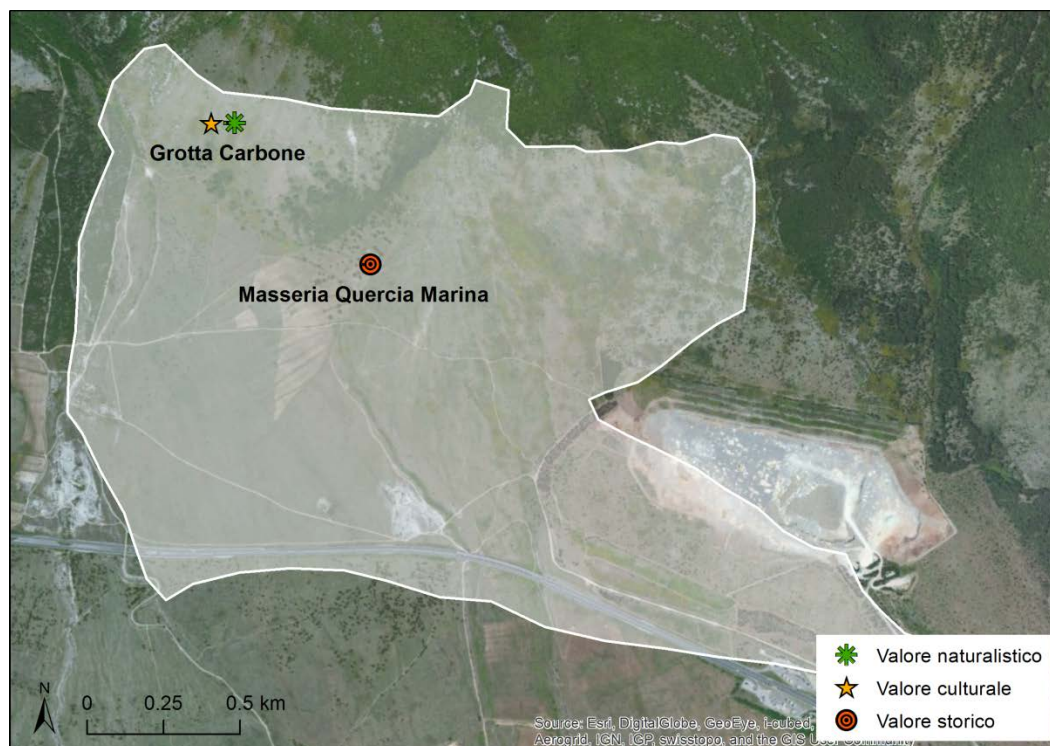 Grotta Carbone
Masseria Quercia Marina
N
0 0.25 0.5 km
Valore naturalistico
Valore culturale
Valore storico
Source: Esri, DigitalGlobe, GeoEye, i-cubed,
Aerogrid, IGN, IGP, swisstopo, and the GIS User Community